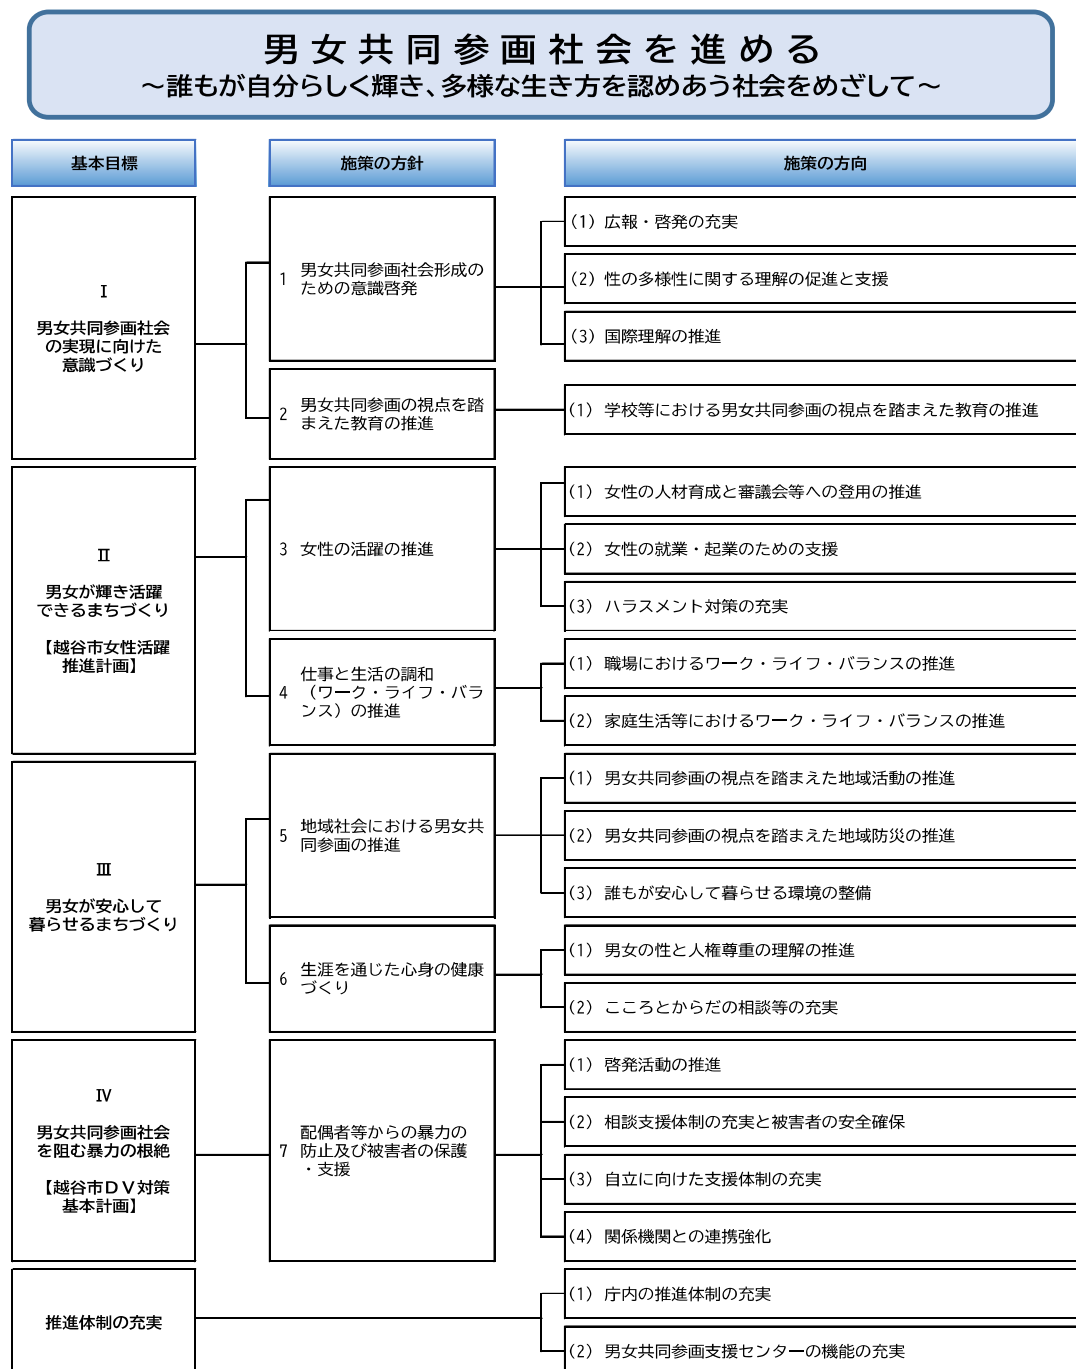 男女共同参画社会を進める
～誰もが自分らしく輝き、多様な生き方を認めあう社会をめざして～
基本目標
施策の方針
施策の方向
Ⅰ
男女共同参画社会
の実現に向けた
意識づくり
1 男女共同参画社会形成の
ための意識啓発
(1) 広報・啓発の充実
(2) 性の多様性に関する理解の促進と支援
(3) 国際理解の推進
2 男女共同参画の視点を踏
まえた教育の推進
(1) 学校等における男女共同参画の視点を踏まえた教育の推進
Ⅱ
男女が輝き活躍
できるまちづくり
【越谷市女性活躍
推進計画】
3 女性の活躍の推進
(1) 女性の人材育成と審議会等への登用の推進
(2) 女性の就業・起業のための支援
(3) ハラスメント対策の充実
4 仕事と生活の調和
（ワーク・ライフ・バラ
ンス）の推進
(1) 職場におけるワーク・ライフ・バランスの推進
(2) 家庭生活等におけるワーク・ライフ・バランスの推進
Ⅲ
男女が安心して
暮らせるまちづくり
5 地域社会における男女共
同参画の推進
(1) 男女共同参画の視点を踏まえた地域活動の推進
(2) 男女共同参画の視点を踏まえた地域防災の推進
(3) 誰もが安心して暮らせる環境の整備
6 生涯を通じた心身の健康
づくり
(1) 男女の性と人権尊重の理解の推進
(2) こころとからだの相談等の充実
Ⅳ
男女共同参画社会
を阻む暴力の根絶
【越谷市ＤＶ対策
基本計画】
7 配偶者等からの暴力の
防止及び被害者の保護
・支援
(1) 啓発活動の推進
(2) 相談支援体制の充実と被害者の安全確保
(3) 自立に向けた支援体制の充実
(4) 関係機関との連携強化
推進体制の充実
(1) 庁内の推進体制の充実
(2) 男女共同参画支援センターの機能の充実